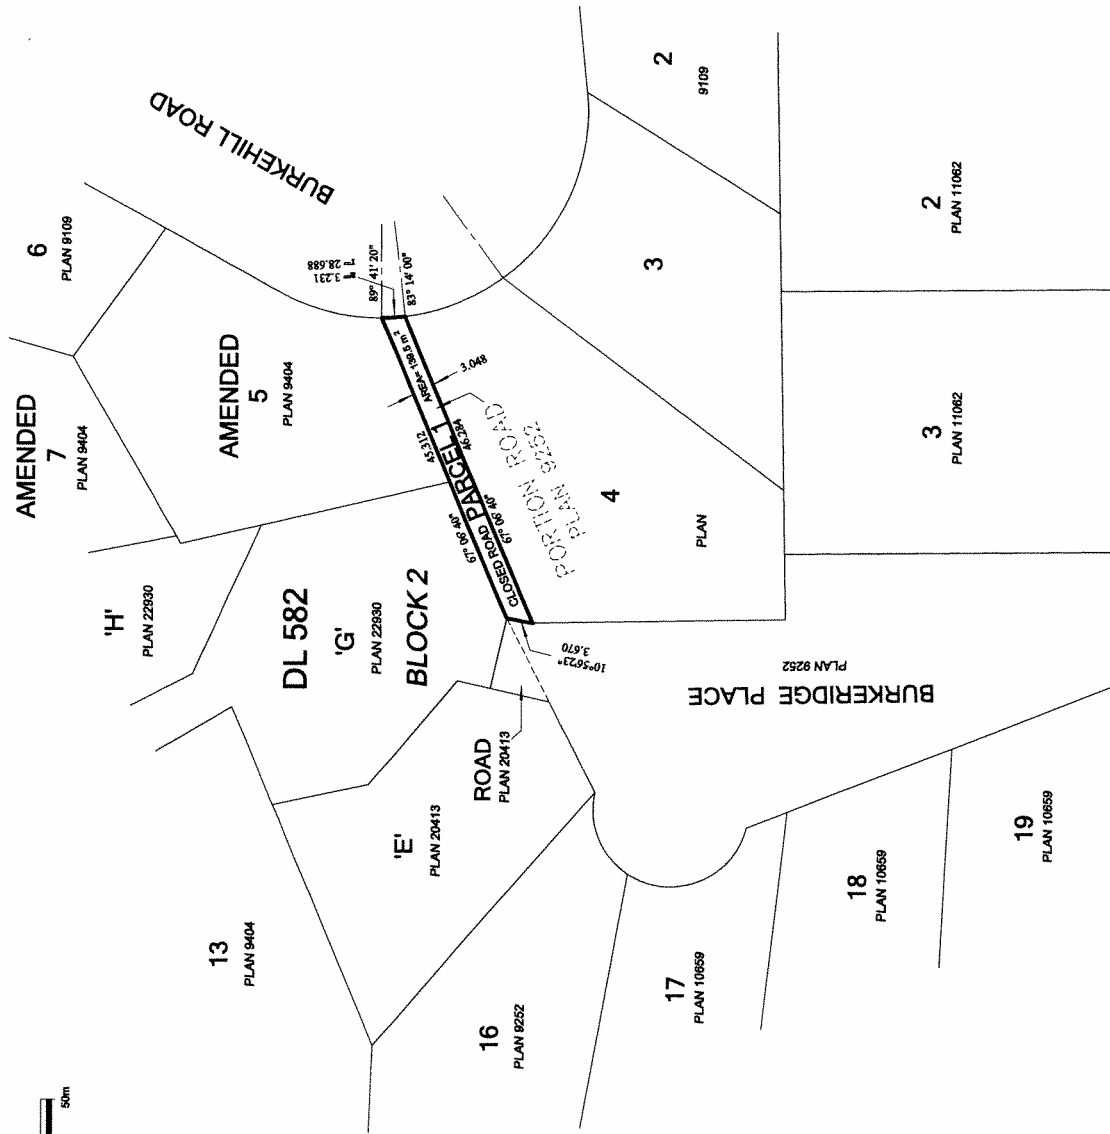 BURKEHILL ROAD
2
9109
6
PLAN 9109
2
PLAN 11062
3
28.688
3.231
89° 41' 20"
83° 14' 00"
AMENDED
5
PLAN 9404
AMENDED
7
PLAN 9404
AREA= 139.5 m²
3.048
45.312
46.284
CLOSED ROAD PARCEL 1
67° 06' 40"
67° 06' 40"
PORTION ROAD
PLAN 9252
4
PLAN
3
PLAN 11062
'H'
PLAN 22930
DL 582
'G'
PLAN 22930
BLOCK 2
10°56'23"
3.670
BURKERIDGE PLACE
PLAN 9252
ROAD
PLAN 20413
'E'
PLAN 20413
13
PLAN 9404
16
PLAN 9252
17
PLAN 10659
18
PLAN 10659
19
PLAN 10659
50m